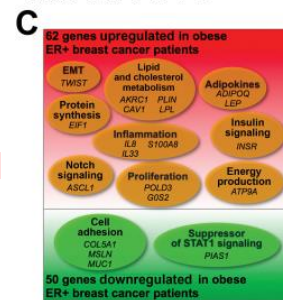 C
62 genes upregulated in obese
ER+ breast cancer patients
EMT
TWIST
Lipid
and cholesterol
metabolism
AKRC1 PLIN
CAV1 LPL
Adipokines
ADIPOQ
LEP
Protein
synthesis
EIF1
Inflammation
IL8 S100A8
IL33
Insulin
signaling
INSR
Notch
signaling
ASCL1
Proliferation
POLD3
G0S2
Energy
production
ATP9A
Cell
adhesion
COL5A1
MSLN
MUC1
Suppressor
of STAT1 signaling
PIAS1
50 genes downregulated in obese
ER+ breast cancer patients